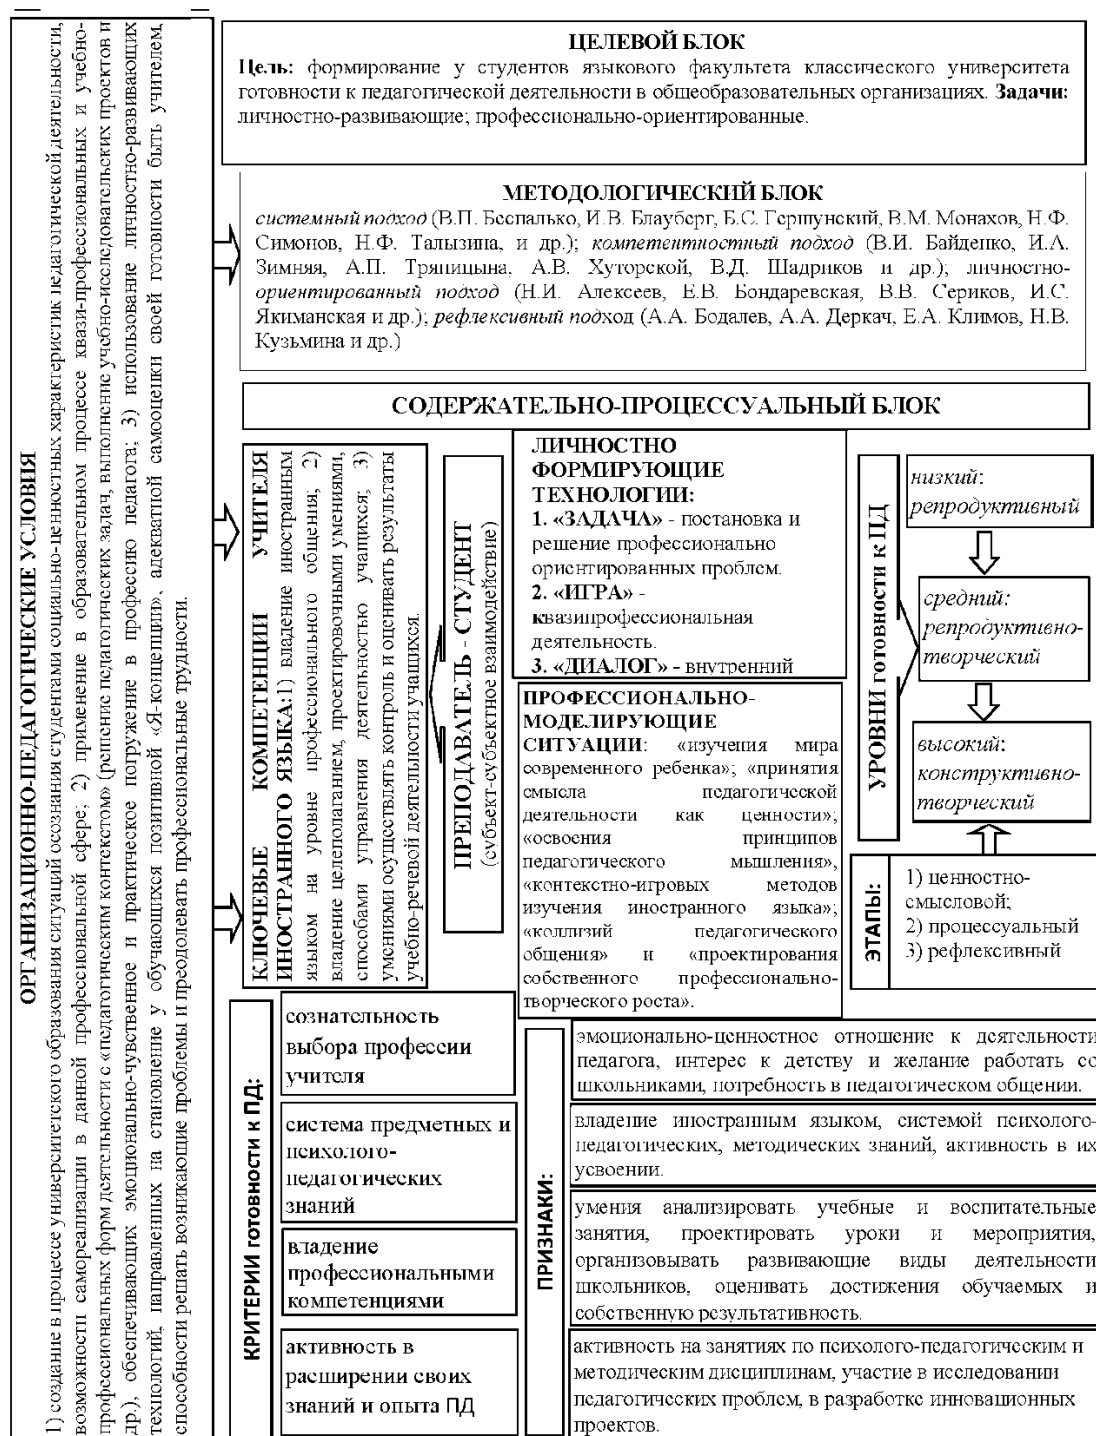 ОРГАНИЗАЦИОННО-ПЕДАГОГИЧЕСКИЕ УСЛОВИЯ
1) создание в процессе университетского образования ситуаций осознания студентами социально-ценностных характеристик педагогической деятельности,
возможности самореализации в данной профессиональной сфере; 2) применение в образовательном процессе квази-профессиональных и учебно-
профессиональных форм деятельности с «педагогическим контекстом» (решение педагогических задач, выполнение учебно-исследовательских проектов и
др.), обеспечивающих эмоционально-чувственное и практическое погружение в профессию педагога; 3) использование личностно-развивающих
технологий, направленных на становление у обучающихся позитивной «Я-концепции», адекватной самооценки своей готовности быть учителем,
способности решать возникающие проблемы и преодолевать профессиональные трудности.
ЦЕЛЕВОЙ БЛОК
Цель: формирование у студентов языкового факультета классического университета
готовности к педагогической деятельности в общеобразовательных организациях. Задачи:
личностно-развивающие; профессионально-ориентированные.
МЕТОДОЛОГИЧЕСКИЙ БЛОК
системный подход (В.П. Беспалько, И.В. Блауберг, Б.С. Гершунский, В.М. Монахов, Н.Ф.
Симонов, Н.Ф. Талызина, и др.); компетентностный подход (В.И. Байденко, И.А.
Зимняя, А.П. Тряпицына, А.В. Хуторской, В.Д. Шадриков и др.); личностно-
ориентированный подход (Н.И. Алексеев, Е.В. Бондаревская, В.В. Сериков, И.С.
Якиманская и др.); рефлексивный подход (А.А. Бодалев, А.А. Деркач, Е.А. Климов, Н.В.
Кузьмина и др.)
СОДЕРЖАТЕЛЬНО-ПРОЦЕССУАЛЬНЫЙ БЛОК
КЛЮЧЕВЫЕ КОМПЕТЕНЦИИ УЧИТЕЛЯ
ИНОСТРАННОГО ЯЗЫКА:1) владение иностранным
языком на уровне профессионального общения; 2)
владение целеполаганием, проектировочными умениями,
способами управления деятельностью учащихся; 3)
умениями осуществлять контроль и оценивать результаты
учебно-речевой деятельности учащихся.
ПРЕПОДАВАТЕЛЬ - СТУДЕНТ
(субъект-субъектное взаимодействие)
ЛИЧНОСТНО
ФОРМИРУЮЩИЕ
ТЕХНОЛОГИИ:
1. «ЗАДАЧА» - постановка и
решение профессионально
ориентированных проблем.
2. «ИГРА» -
квазипрофессиональная
деятельность.
3. «ДИАЛОГ» - внутренний
ПРОФЕССИОНАЛЬНО-
МОДЕЛИРУЮЩИЕ
СИТУАЦИИ: «изучения мира
современного ребенка»; «принятия
смысла педагогической
деятельности как ценности»;
«освоения принципов
педагогического мышления»,
«контекстно-игровых методов
изучения иностранного языка»;
«коллизий педагогического
общения» и «проектирования
собственного профессионально-
творческого роста».
УРОВНИ готовности к ПД
низкий:
репродуктивный
средний:
репродуктивно-
творческий
высокий:
конструктивно-
творческий
ЭТАПЫ:
1) ценностно-
смысловой;
2) процессуальный
3) рефлексивный
КРИТЕРИИ готовности к ПД:
сознательность
выбора профессии
учителя
система предметных и
психолого-
педагогических
знаний
владение
профессиональными
компетенциями
активность в
расширении своих
знаний и опыта ПД
ПРИЗНАКИ:
эмоционально-ценностное отношение к деятельности
педагога, интерес к детству и желание работать со
школьниками, потребность в педагогическом общении.
владение иностранным языком, системой психолого-
педагогических, методических знаний, активность в их
усвоении.
умения анализировать учебные и воспитательные
занятия, проектировать уроки и мероприятия,
организовывать развивающие виды деятельности
школьников, оценивать достижения обучаемых и
собственную результативность.
активность на занятиях по психолого-педагогическим и
методическим дисциплинам, участие в исследовании
педагогических проблем, в разработке инновационных
проектов.